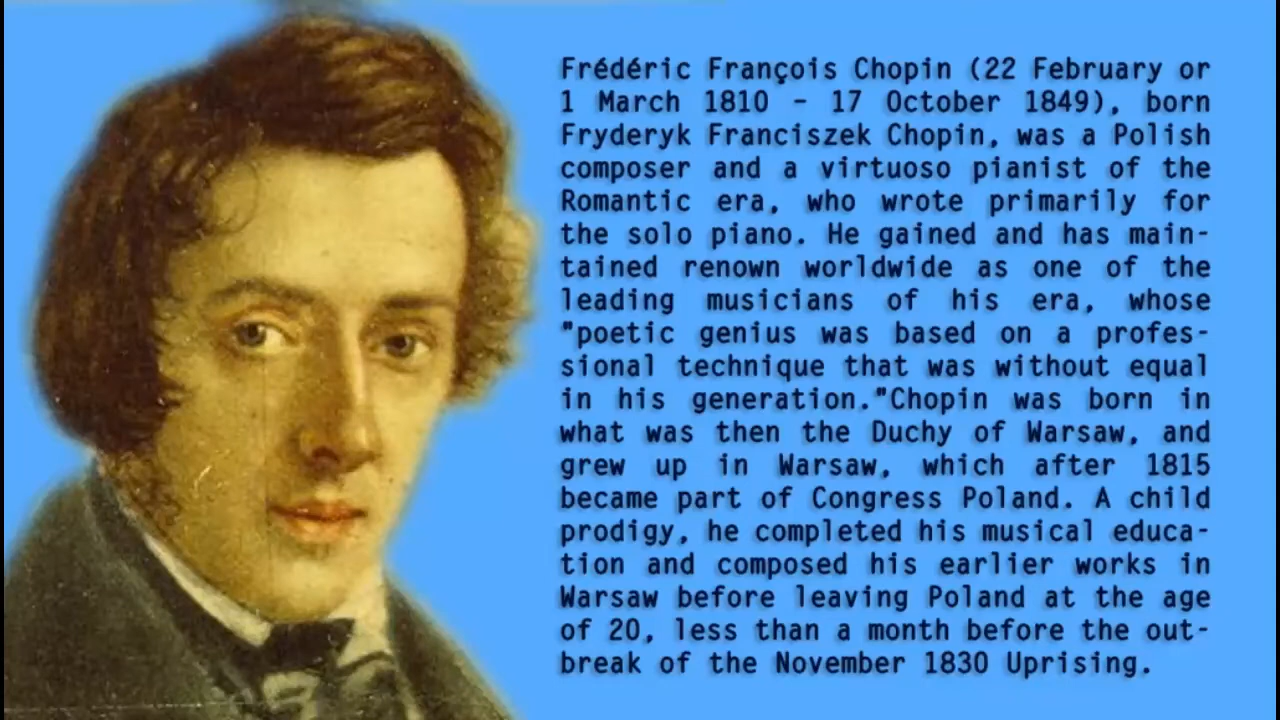 Frédéric François Chopin (22 February or
1 March 1810 – 17 October 1849), born
Fryderyk Franciszek Chopin, was a Polish
composer and a virtuoso pianist of the
Romantic era, who wrote primarily for
the solo piano. He gained and has main-
tained renown worldwide as one of the
leading musicians of his era, whose
"poetic genius was based on a profes-
sional technique that was without equal
in his generation."Chopin was born in
what was then the Duchy of Warsaw, and
grew up in Warsaw, which after 1815
became part of Congress Poland. A child
prodigy, he completed his musical educa-
tion and composed his earlier works in
Warsaw before leaving Poland at the age
of 20, less than a month before the out-
break of the November 1830 Uprising.